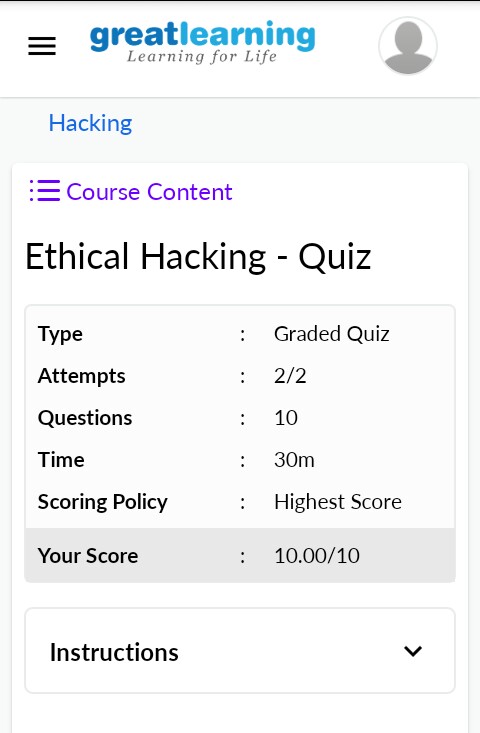 greatlearning
Learning for Life
Hacking
Course Content
Ethical Hacking - Quiz
Type : Graded Quiz
Attempts : 2/2
Questions : 10
Time : 30m
Scoring Policy : Highest Score
Your Score : 10.00/10
Instructions